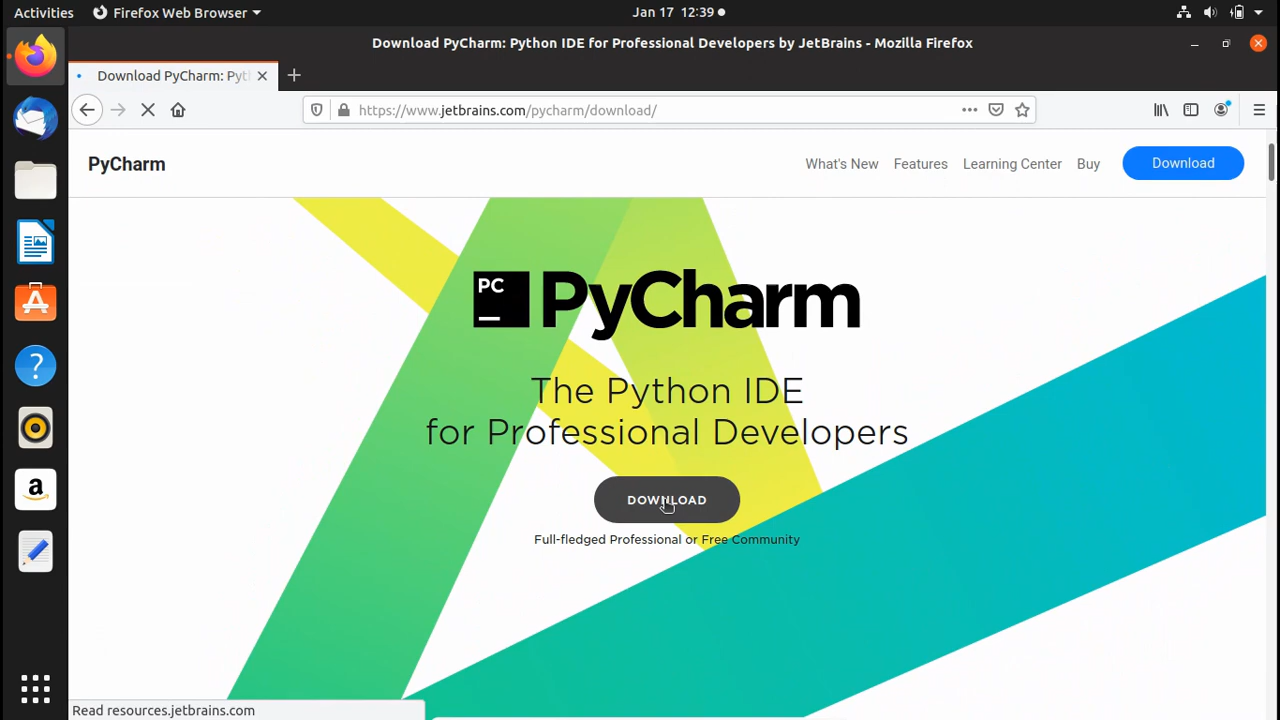 Activities
Firefox Web Browser
Jan 17 12:39
Download PyCharm: Python IDE for Professional Developers by JetBrains - Mozilla Firefox
Download PyCharm: Pyt
https://www.jetbrains.com/pycharm/download/
PyCharm
What's New
Features
Learning Center
Buy
Download
PC
PyCharm
The Python IDE
for Professional Developers
DOWNLOAD
Full-fledged Professional or Free Community
a
Read resources.jetbrains.com